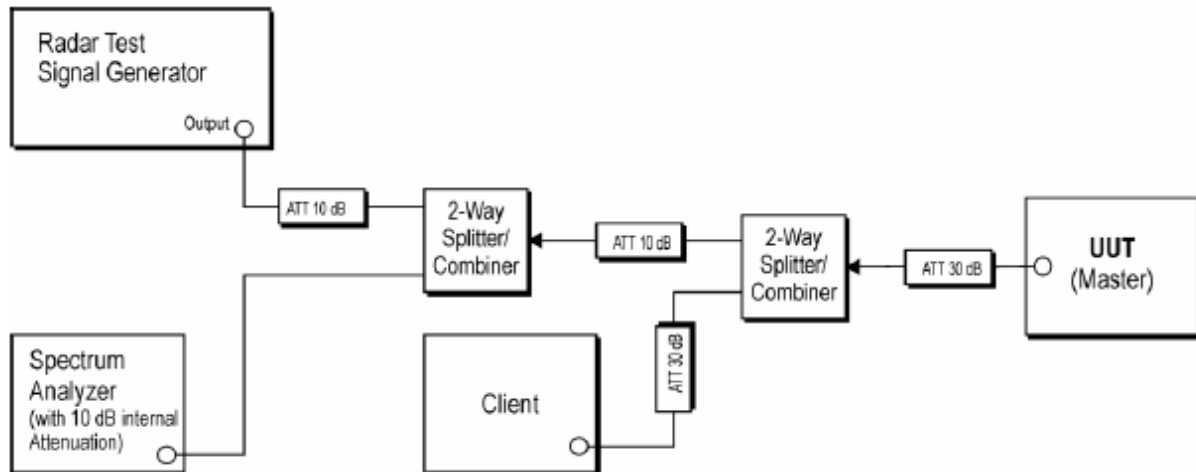 Radar Test
Signal Generator
Output
ATT 10 dB
2-Way
Splitter/
Combiner
ATT 10 dB
2-Way
Splitter/
Combiner
ATT 30 dB
UUT
(Master)
Spectrum
Analyzer
(with 10 dB internal
Attenuation)
Client
ATT 30 dB